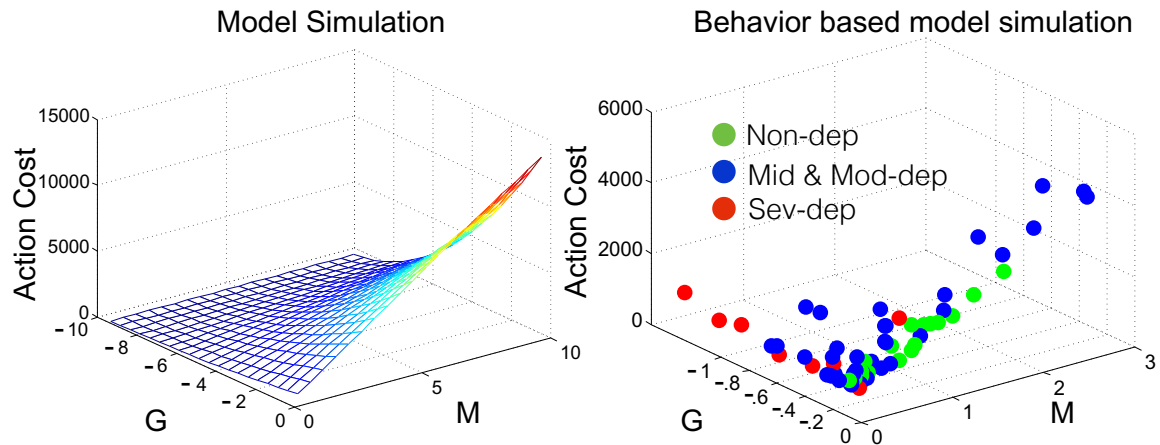 Model Simulation
Behavior based model simulation
15000
10000
5000
0
Action Cost
-10
-8
-6
-4
-2
0
G
0
5
10
M
6000
4000
2000
0
Action Cost
Non-dep
Mid & Mod-dep
Sev-dep
-1
-.8
-.6
-.4
-.2
0
G
0
1
2
3
M